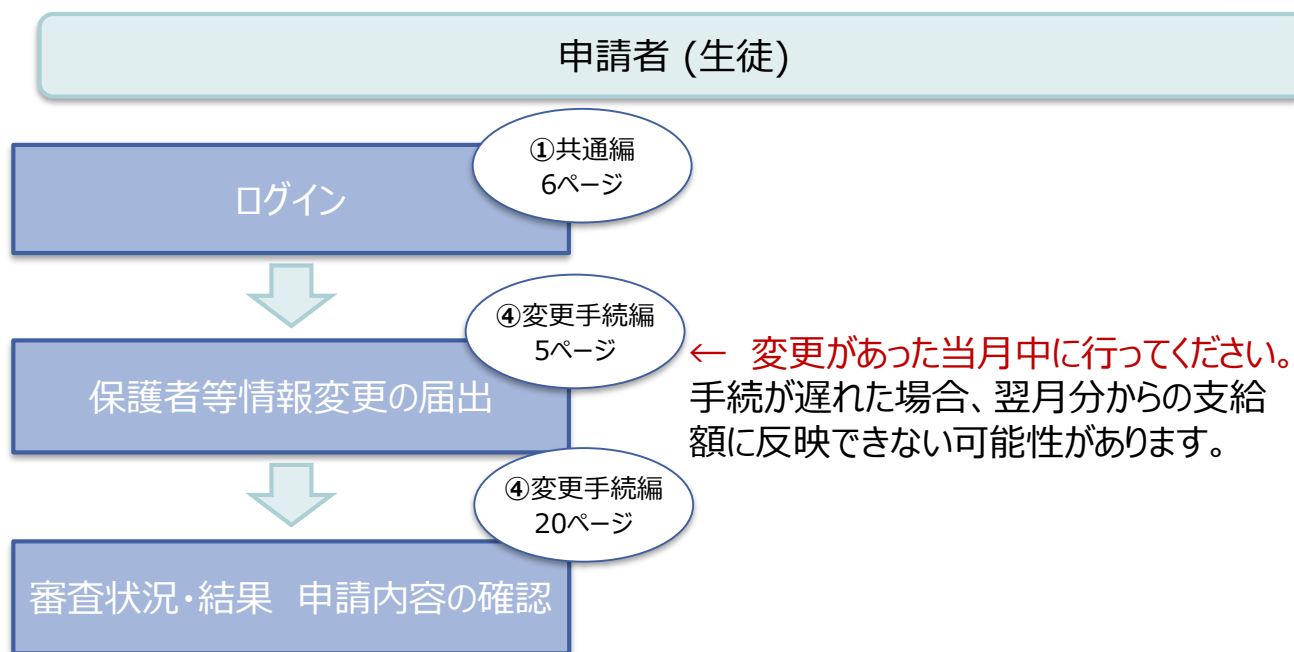 申請者 (生徒)
①共通編
6ページ
ログイン
④変更手続編
5ページ
保護者等情報変更の届出
← 変更があった当月中に行ってください。
手続が遅れた場合、翌月分からの支給
額に反映できない可能性があります。
④変更手続編
20ページ
審査状況・結果　申請内容の確認